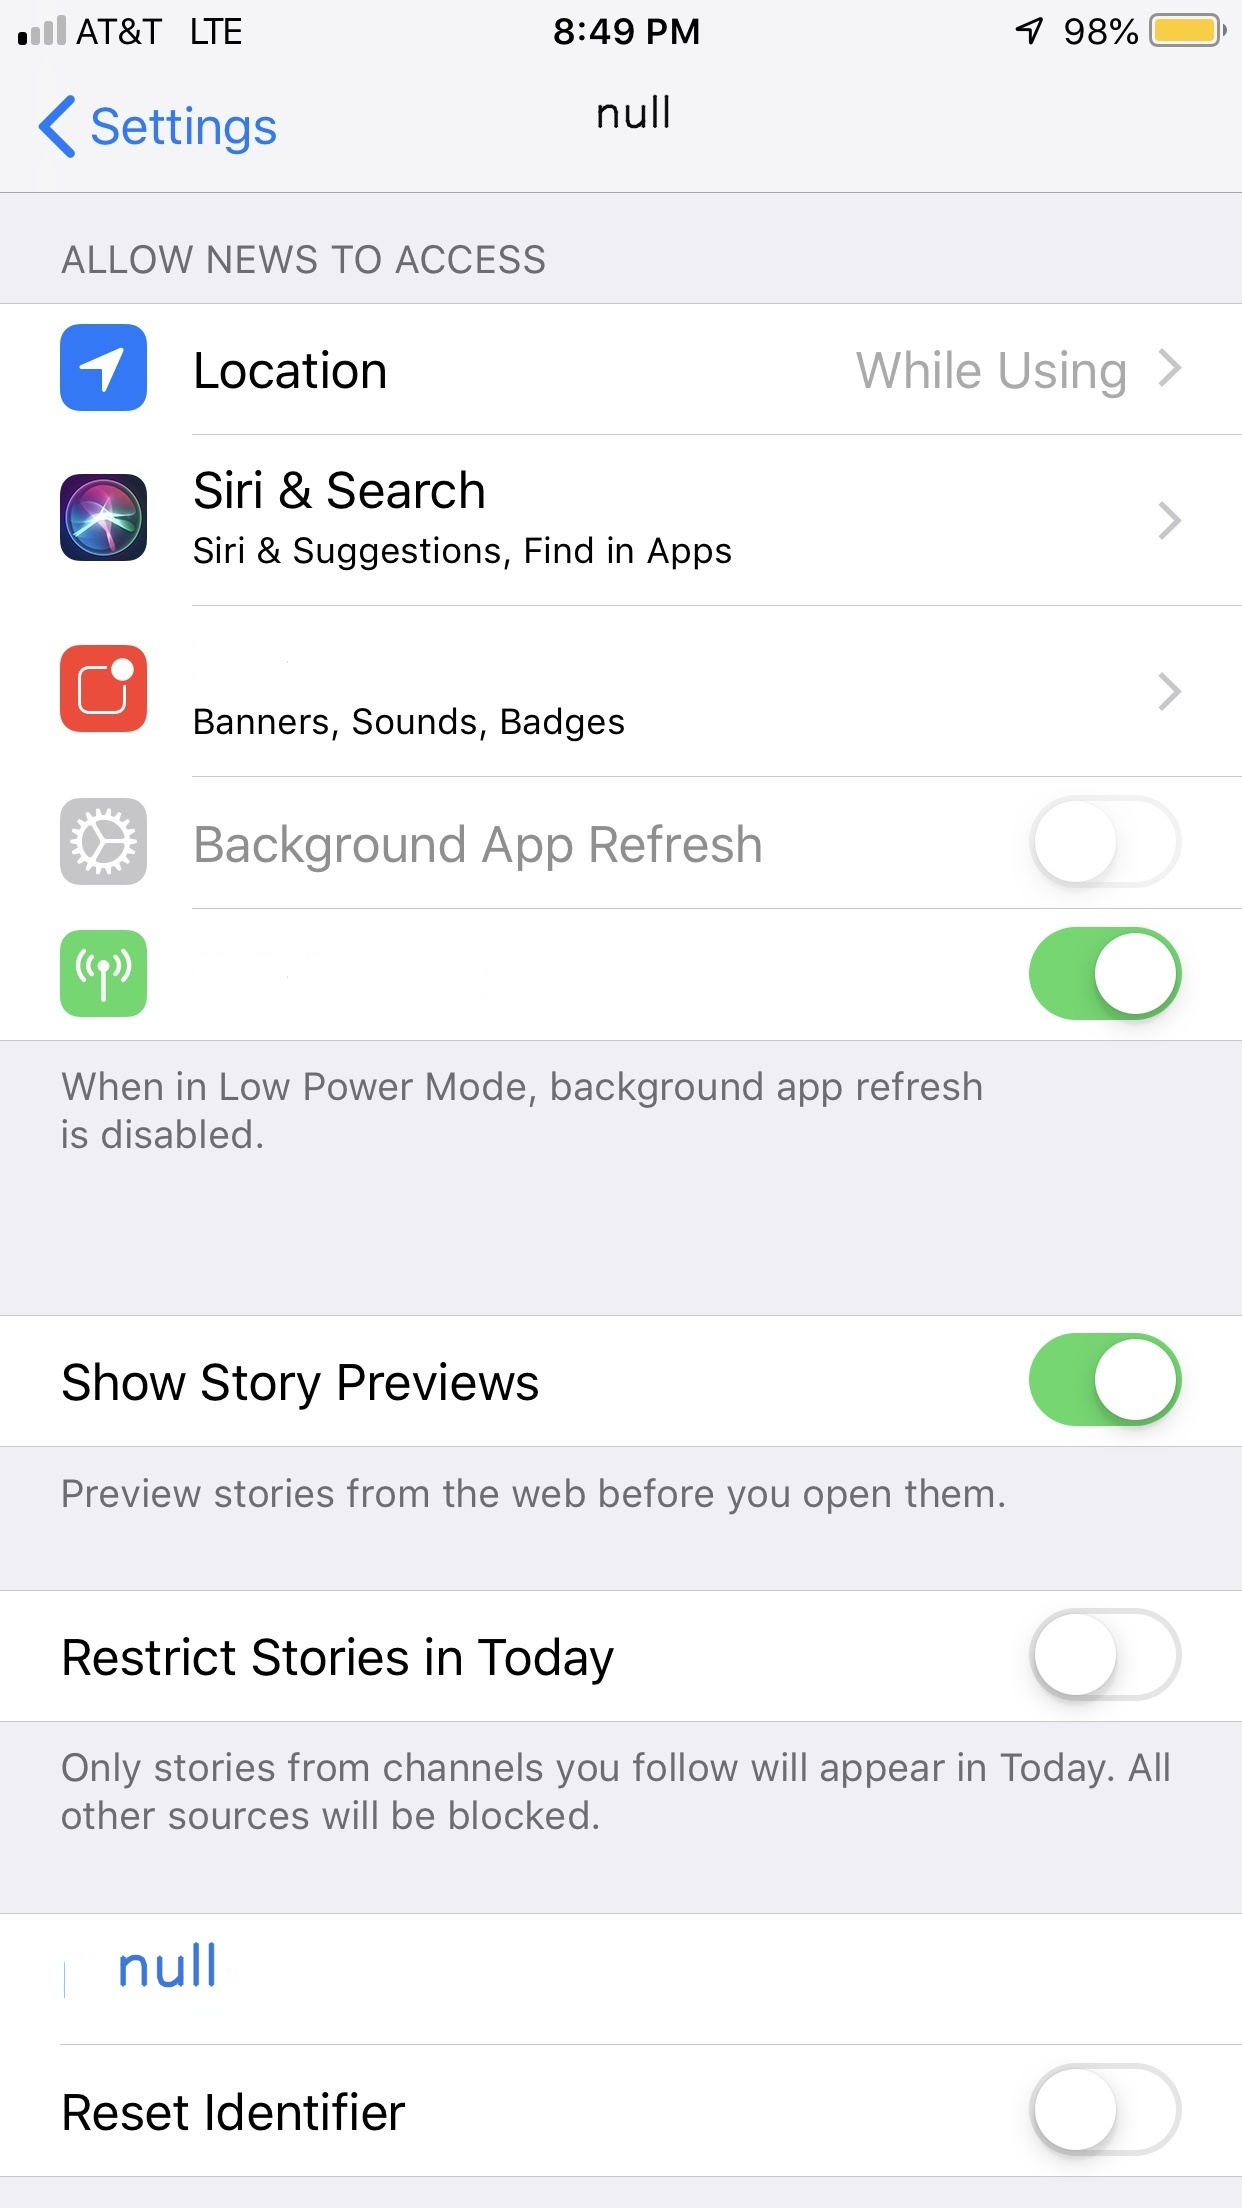 AT&T LTE 8:49 PM 98%
Settings
null
ALLOW NEWS TO ACCESS
Location While Using
Siri & Search
Siri & Suggestions, Find in Apps
Banners, Sounds, Badges
Background App Refresh
When in Low Power Mode, background app refresh
is disabled.
Show Story Previews
Preview stories from the web before you open them.
Restrict Stories in Today
Only stories from channels you follow will appear in Today. All
other sources will be blocked.
null
Reset Identifier